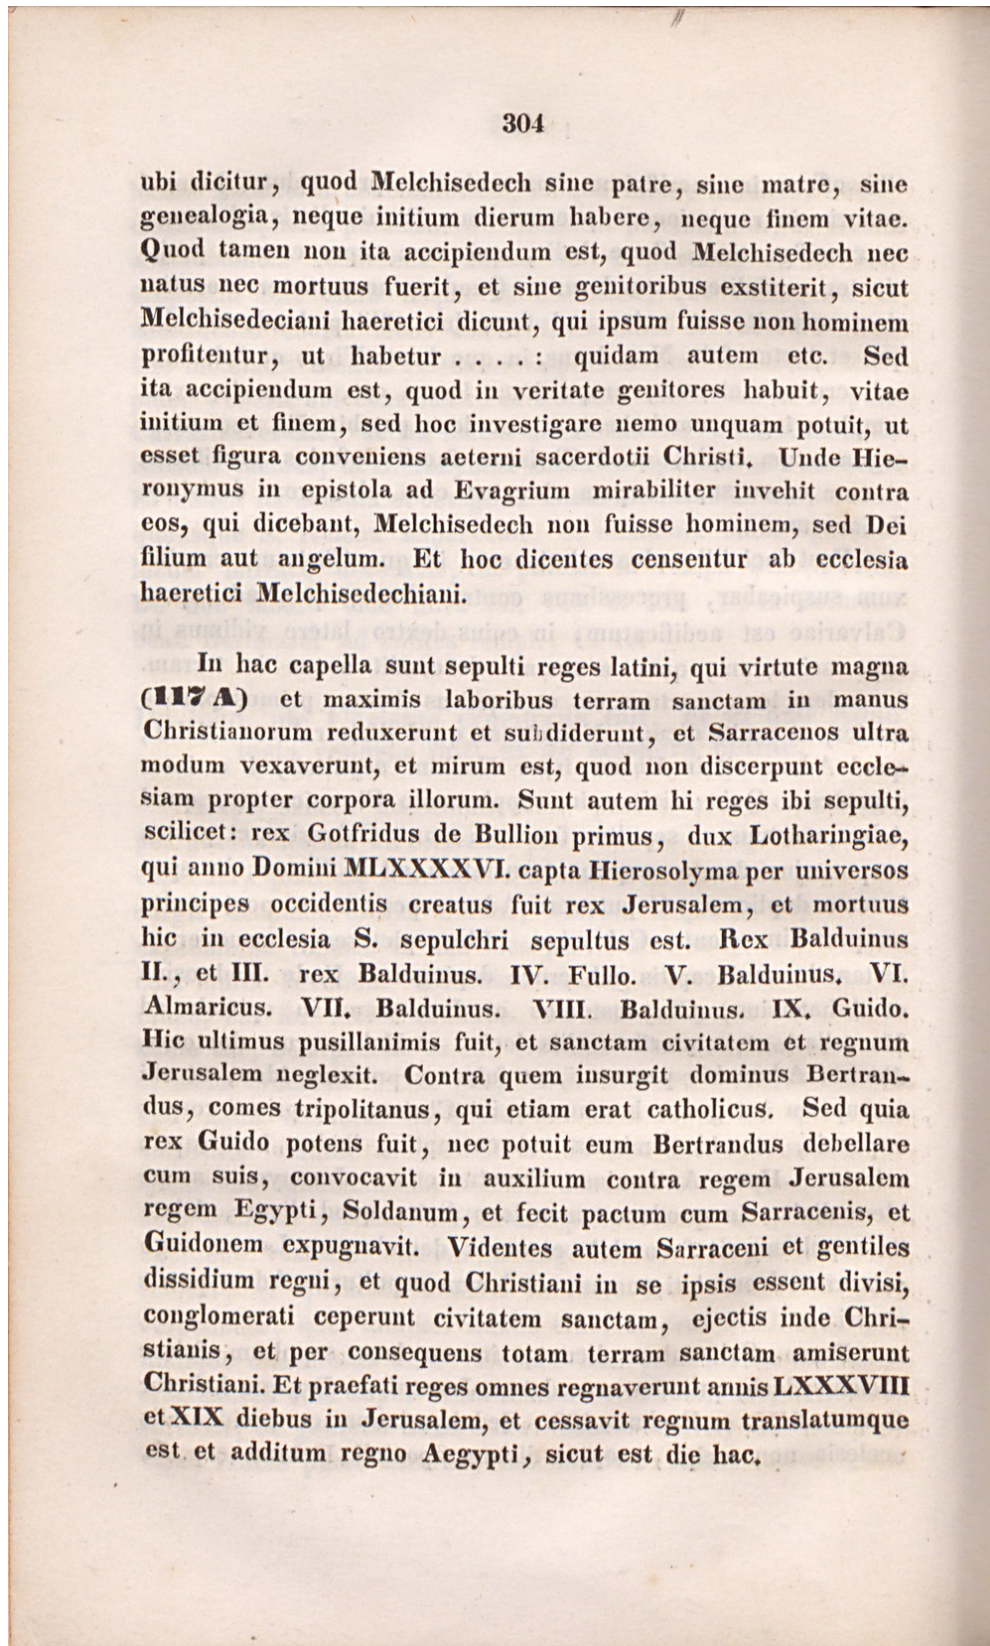 304
ubi dicitur, quod Melchisedech sine patre, sine matre, sine
genealogia, neque initium dierum habere, neque finem vitae.
Quod tamen non ita accipiendum est, quod Melchisedech nec
natus nec mortuus fuerit, et sine genitoribus exstiterit, sicut
Melchisedeciani haeretici dicunt, qui ipsum fuisse non hominem
profitentur, ut habetur . . . . : quidam autem etc. Sed
ita accipiendum est, quod in veritate genitores habuit, vitae
initium et finem, sed hoc investigare nemo unquam potuit, ut
esset figura conveniens aeterni sacerdotii Christi. Unde Hie-
ronymus in epistola ad Evagrium mirabiliter invehit contra
eos, qui dicebant, Melchisedech non fuisse hominem, sed Dei
filium aut angelum. Et hoc dicentes censentur ab ecclesia
haeretici Melchisedechiani.
In hac capella sunt sepulti reges latini, qui virtute magna
(117 A) et maximis laboribus terram sanctam in manus
Christianorum reduxerunt et subdiderunt, et Sarracenos ultra
modum vexaverunt, et mirum est, quod non discerpunt eccle-
siam propter corpora illorum. Sunt autem hi reges ibi sepulti,
scilicet: rex Gotfridus de Bullion primus, dux Lotharingiae,
qui anno Domini MLXXXXVI. capta Hierosolyma per universos
principes occidentis creatus fuit rex Jerusalem, et mortuus
hic in ecclesia S. sepulchri sepultus est. Rex Balduinus
II., et III. rex Balduinus. IV. Fullo. V. Balduinus. VI.
Almaricus. VII. Balduinus. VIII. Balduinus. IX. Guido.
Hic ultimus pusillanimis fuit, et sanctam civitatem et regnum
Jerusalem neglexit. Contra quem insurgit dominus Bertran-
dus, comes tripolitanus, qui etiam erat catholicus. Sed quia
rex Guido potens fuit, nec potuit eum Bertrandus debellare
cum suis, convocavit in auxilium contra regem Jerusalem
regem Egypti, Soldanum, et fecit pactum cum Sarracenis, et
Guidonem expugnavit. Videntes autem Sarraceni et gentiles
dissidium regni, et quod Christiani in se ipsis essent divisi,
conglomerati ceperunt civitatem sanctam, ejectis inde Chri-
stianis, et per consequens totam terram sanctam amiserunt
Christiani. Et praefati reges omnes regnaverunt annis LXXXVIII
et XIX diebus in Jerusalem, et cessavit regnum translatumque
est et additum regno Aegypti, sicut est die hac.